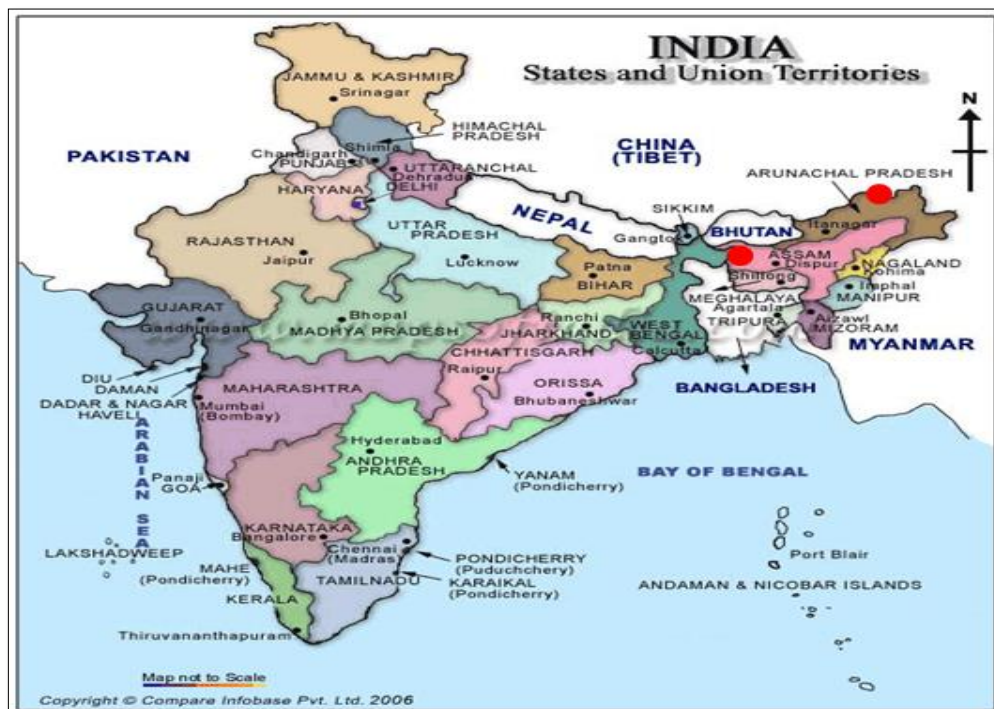 INDIA
States and Union Territories
N
JAMMU & KASHMIR
Srinagar
HIMACHAL
PRADESH
PAKISTAN
CHINA
(TIBET)
Shimla
Chandigarh
PUNJAB
UTTARANCHAL
Dehradun
HARYANA
DELHI
ARUNACHAL PRADESH
NEPAL
SIKKIM
BHUTAN
Itanagar
Gangtok
RAJASTHAN
Jaipur
UTTAR
PRADESH
Lucknow
ASSAM
Dispur
NAGALAND
Kohima
Shillong
Patna
BIHAR
Imphal
MANIPUR
MEGHALAYA
GUJARAT
Gandhinagar
Bhopal
MADHYA PRADESH
Ranchi
JHARKHAND
Agartala
TRIPURA
Aizawl
MIZORAM
WEST
BENGAL
Calcutta
MYANMAR
CHHATTISGARH
Raipur
DIU
DAMAN
DADAR & NAGAR
HAVELI
MAHARASHTRA
Mumbai
(Bombay)
ORISSA
Bhubaneshwar
BANGLADESH
ARABIAN SEA
Hyderabad
ANDHRA
PRADESH
YANAM
(Pondicherry)
BAY OF BENGAL
Panaji
GOA
KARNATAKA
Bangalore
Chennai
(Madras)
LAKSHADWEEP
MAHE
(Pondicherry)
PONDICHERRY
(Puduchchery)
KARAIKAL
(Pondicherry)
TAMILNADU
KERALA
Port Blair
ANDAMAN & NICOBAR ISLANDS
Thiruvananthapuram
Map not to Scale
Copyright © Compare Infobase Pvt. Ltd. 2006